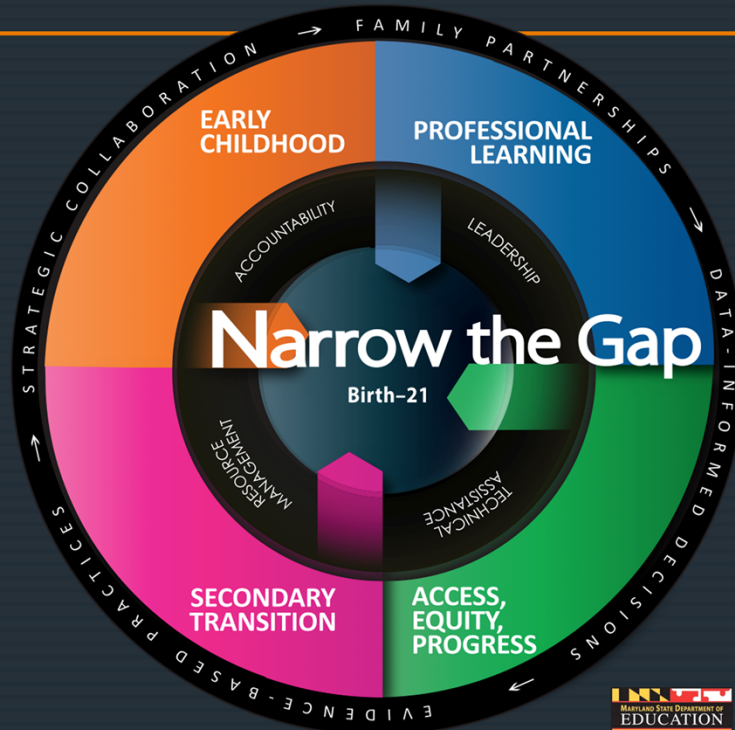 STRATEGIC COLLABORATION → FAMILY PARTNERSHIPS → DATA-INFORMED DECISIONS → EVIDENCE-BASED PRACTICES →
EARLY
CHILDHOOD
PROFESSIONAL
LEARNING
ACCOUNTABILITY
LEADERSHIP
Narrow the Gap
Birth–21
RESOURCE
MANAGEMENT
TECHNICAL
ASSISTANCE
SECONDARY
TRANSITION
ACCESS,
EQUITY,
PROGRESS
MARYLAND STATE DEPARTMENT OF
EDUCATION